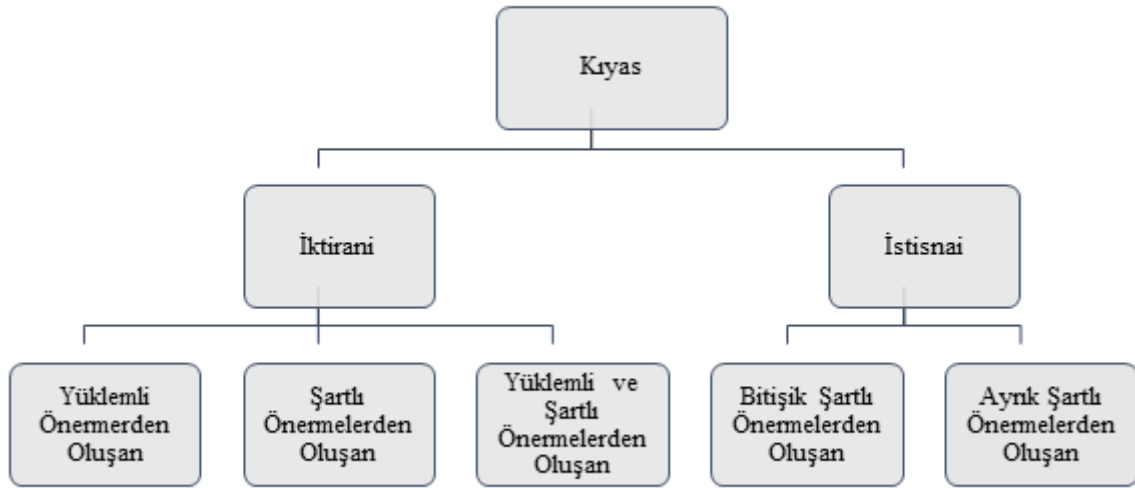 Kıyas
İktirani
İstisnai
Yüklemli
Önermerden
Oluşan
Şartlı
Önermelerden
Oluşan
Yüklemli ve
Şartlı
Önermelerden
Oluşan
Bitişik Şartlı
Önermelerden
Oluşan
Ayrık Şartlı
Önermelerden
Oluşan